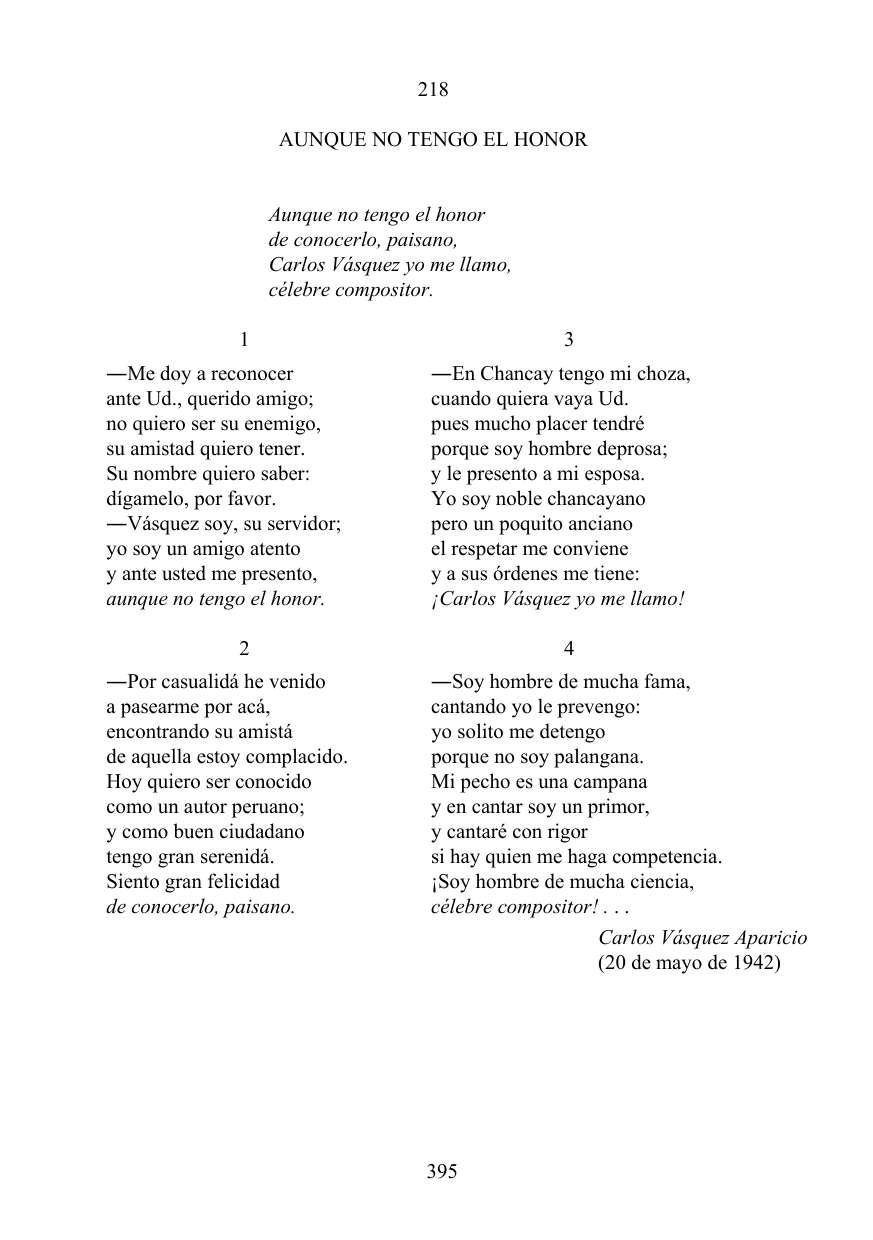 218
AUNQUE NO TENGO EL HONOR
Aunque no tengo el honor
de conocerlo, paisano,
Carlos Vásquez yo me llamo,
célebre compositor.
1
—Me doy a reconocer
ante Ud., querido amigo;
no quiero ser su enemigo,
su amistad quiero tener.
Su nombre quiero saber:
dígamelo, por favor.
—Vásquez soy, su servidor;
yo soy un amigo atento
y ante usted me presento,
aunque no tengo el honor.
2
—Por casualidá he venido
a pasearme por acá,
encontrando su amistá
de aquella estoy complacido.
Hoy quiero ser conocido
como un autor peruano;
y como buen ciudadano
tengo gran serenidá.
Siento gran felicidad
de conocerlo, paisano.
3
—En Chancay tengo mi choza,
cuando quiera vaya Ud.
pues mucho placer tendré
porque soy hombre deprosa;
y le presento a mi esposa.
Yo soy noble chancayano
pero un poquito anciano
el respetar me conviene
y a sus órdenes me tiene:
¡Carlos Vásquez yo me llamo!
4
—Soy hombre de mucha fama,
cantando yo le prevengo:
yo solito me detengo
porque no soy palangana.
Mi pecho es una campana
y en cantar soy un primor,
y cantaré con rigor
si hay quien me haga competencia.
¡Soy hombre de mucha ciencia,
célebre compositor! . . .
Carlos Vásquez Aparicio
(20 de mayo de 1942)
395